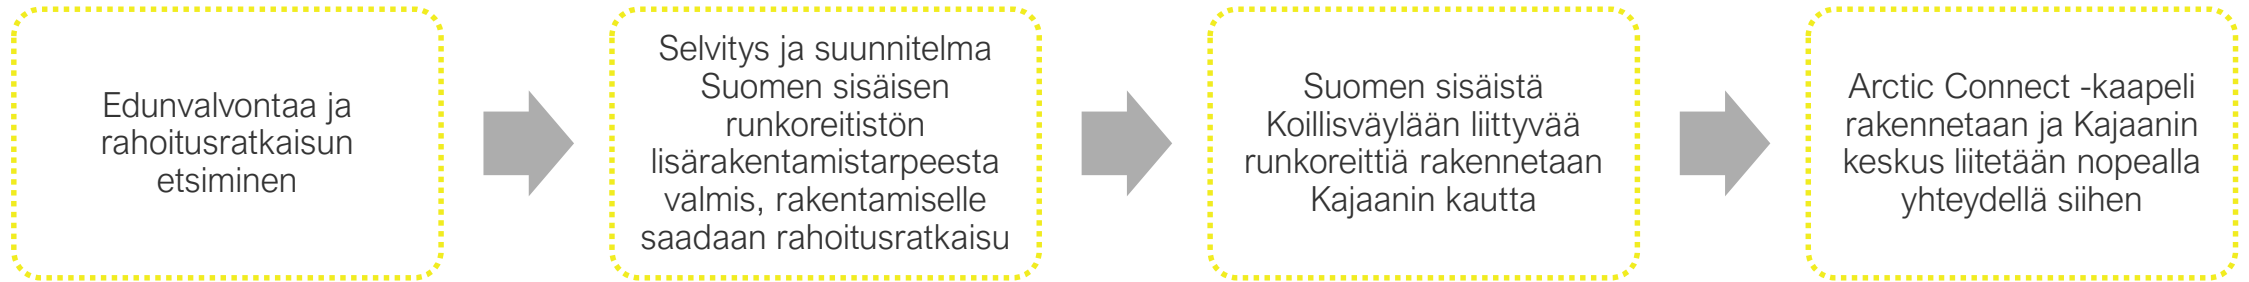 Edunvalvontaa ja
rahoitusratkaisun
etsiminen
Selvitys ja suunnitelma
Suomen sisäisen
runkoreitistön
lisärakentamistarpeesta
valmis, rakentamiselle
saadaan rahoitusratkaisu
Suomen sisäistä
Koillisväylään liittyvää
runkoreittiä rakennetaan
Kajaanin kautta
Arctic Connect -kaapeli
rakennetaan ja Kajaanin
keskus liitetään nopealla
yhteydellä siihen